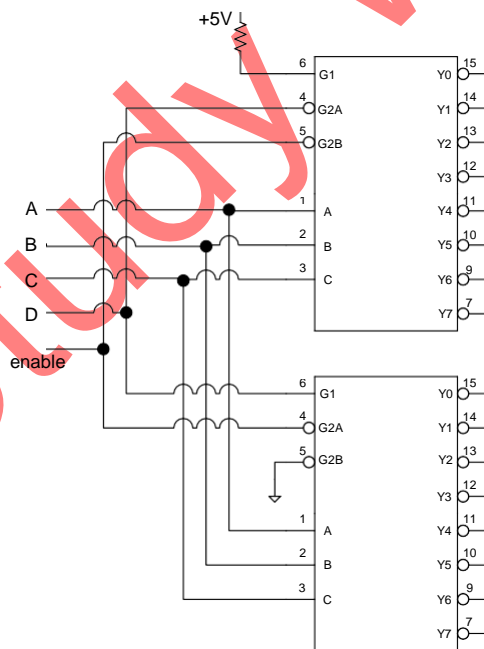 +5V
6 G1 Y0 15
4 G2A Y1 14
5 G2B Y2 13
Y3 12
A 1 A Y4 11
B 2 B Y5 10
C 3 C Y6 9
D Y7 7
enable
6 G1 Y0 15
4 G2A Y1 14
5 G2B Y2 13
Y3 12
1 A Y4 11
2 B Y5 10
3 C Y6 9
Y7 7
tudy